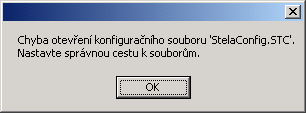 Chyba otevření konfiguračního souboru 'StelaConfig.STC'.
Nastavte správnou cestu k souborům.
OK